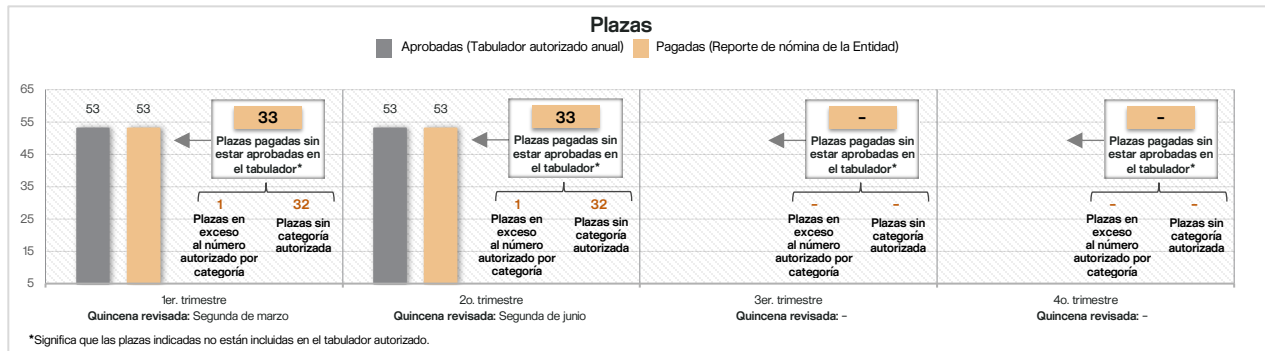 Plazas
Aprobadas (Tabulador autorizado anual)
Pagadas (Reporte de nómina de la Entidad)
65
55
45
35
25
15
5
53
53
33
Plazas pagadas sin
estar aprobadas en
el tabulador*
1
32
Plazas en
exceso
al número
autorizado por
categoría
Plazas sin
categoría
autorizada
1er. trimestre
Quincena revisada: Segunda de marzo
53
53
33
Plazas pagadas sin
estar aprobadas en
el tabulador*
1
32
Plazas en
exceso
al número
autorizado por
categoría
Plazas sin
categoría
autorizada
2o. trimestre
Quincena revisada: Segunda de junio
-
Plazas pagadas sin
estar aprobadas en
el tabulador*
-
-
Plazas en
exceso
al número
autorizado por
categoría
Plazas sin
categoría
autorizada
3er. trimestre
Quincena revisada: -
-
Plazas pagadas sin
estar aprobadas en
el tabulador*
-
-
Plazas en
exceso
al número
autorizado por
categoría
Plazas sin
categoría
autorizada
4o. trimestre
Quincena revisada: -
*Significa que las plazas indicadas no están incluidas en el tabulador autorizado.